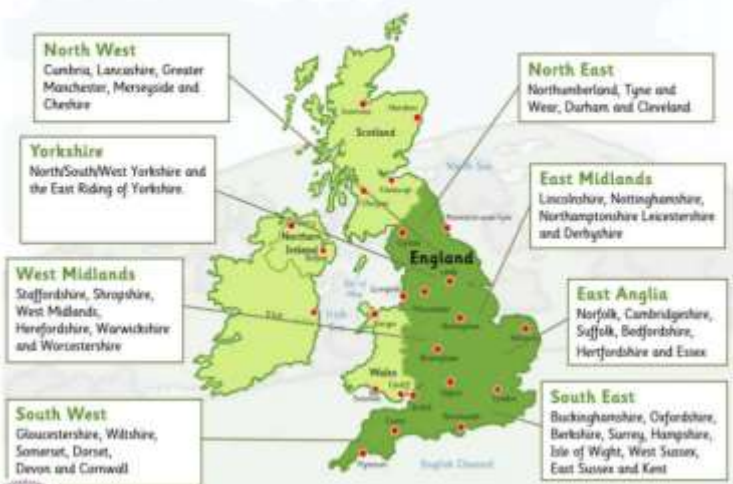 North West
Cumbria, Lancashire, Greater
Manchester, Merseyside and
Cheshire
North East
Northumberland, Tyne and
Wear, Durham and Cleveland
Yorkshire
North/South/West Yorkshire and
the East Riding of Yorkshire.
East Midlands
Lincolnshire, Nottinghamshire,
Northamptonshire Leicestershire
and Derbyshire
West Midlands
Staffordshire, Shropshire,
West Midlands,
Herefordshire, Warwickshire
and Worcestershire
East Anglia
Norfolk, Cambridgeshire,
Suffolk, Bedfordshire,
Hertfordshire and Essex
South West
Gloucestershire, Wiltshire,
Somerset, Dorset,
Devon and Cornwall
South East
Buckinghamshire, Oxfordshire,
Berkshire, Surrey, Hampshire,
Isle of Wight, West Sussex,
East Sussex and Kent
Scotland
North Sea
Northern
Ireland
England
Wales
English Channel